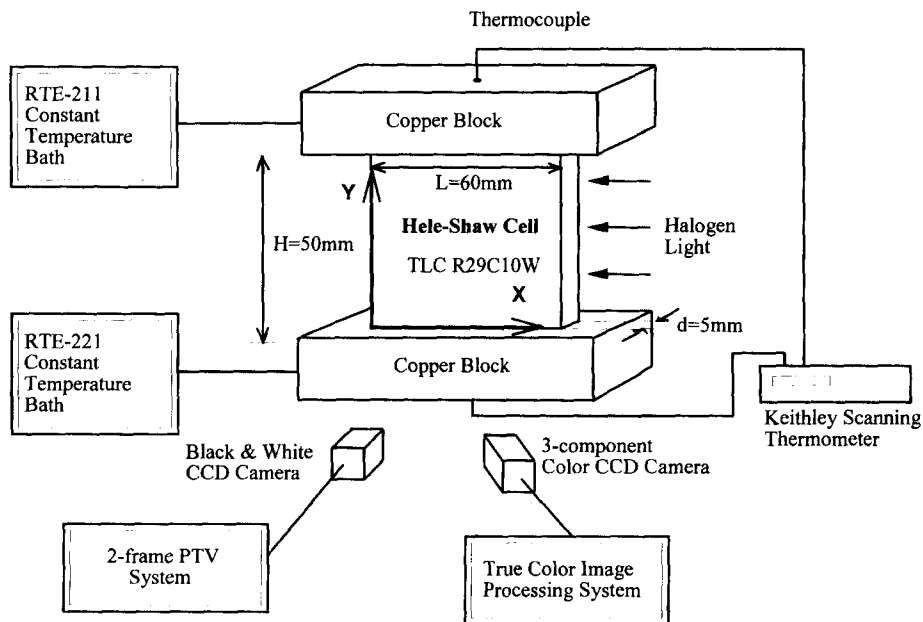 Thermocouple
RTE-211
Constant
Temperature
Bath
Copper Block
L=60mm
Y
H=50mm
Hele-Shaw Cell
TLC R29C10W
X
Halogen
Light
d=5mm
RTE-221
Constant
Temperature
Bath
Copper Block
Keithley Scanning
Thermometer
Black & White
CCD Camera
3-component
Color CCD Camera
2-frame PTV
System
True Color Image
Processing System